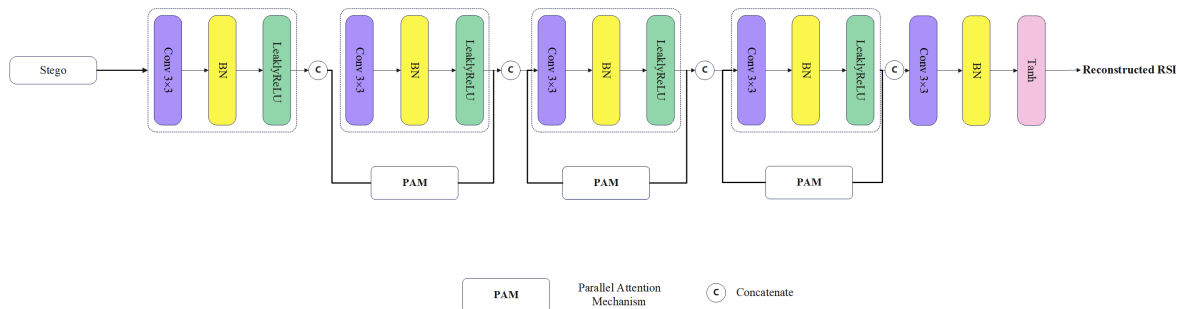 Stego
Conv 3×3
BN
LeaklyReLU
C
Conv 3×3
BN
LeaklyReLU
C
Conv 3×3
BN
LeaklyReLU
C
Conv 3×3
BN
LeaklyReLU
C
Conv 3×3
BN
Tanh
Reconstructed RSI
PAM
PAM
PAM
PAM
Parallel Attention
Mechanism
C
Concatenate